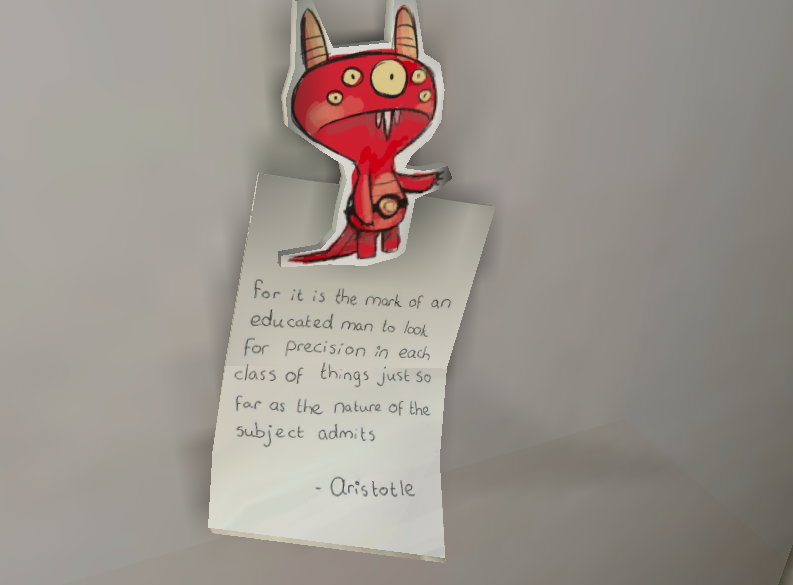 for it is the mark of an
educated man to look
for precision in each
class of things just so
far as the nature of the
subject admits
- Aristotle